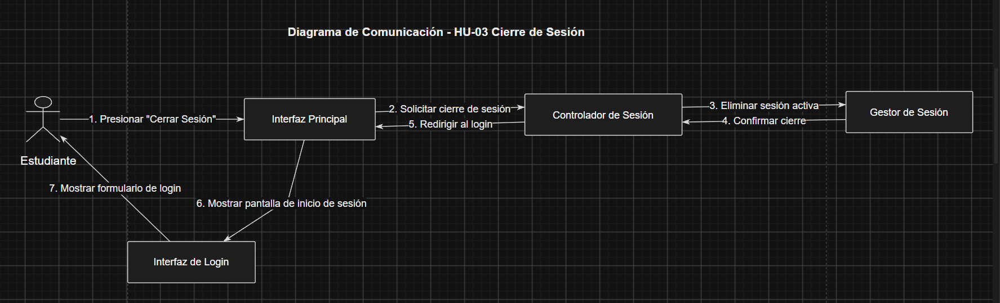 Diagrama de Comunicación - HU-03 Cierre de Sesión
Estudiante
1. Presionar "Cerrar Sesión"
Interfaz Principal
2. Solicitar cierre de sesión
5. Redirigir al login
Controlador de Sesión
3. Eliminar sesión activa
4. Confirmar cierre
Gestor de Sesión
7. Mostrar formulario de login
6. Mostrar pantalla de inicio de sesión
Interfaz de Login